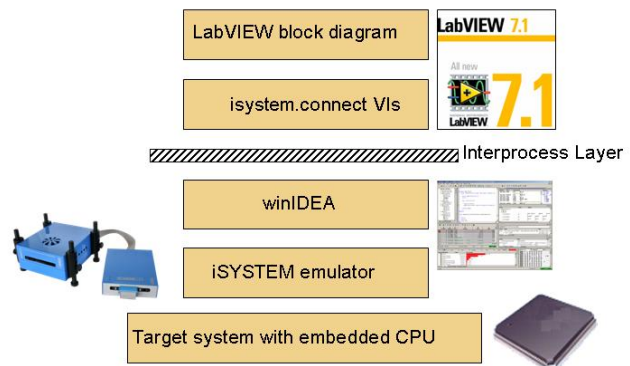 LabVIEW block diagram
LabVIEW 7.1
All new
LabVIEW
7.1
isystem.connect VIs
Interprocess Layer
winIDEA
iSYSTEM emulator
Target system with embedded CPU